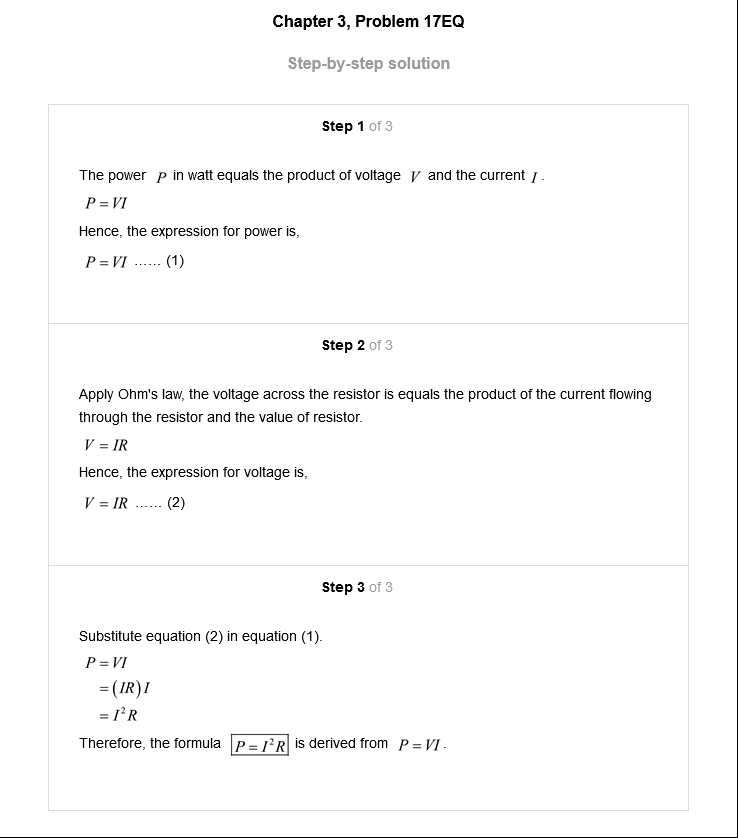 Chapter 3, Problem 17EQ
Step-by-step solution
Step 1 of 3
The power P in watt equals the product of voltage V and the current I .
P = VI
Hence, the expression for power is,
P = VI ...... (1)
Step 2 of 3
Apply Ohm's law, the voltage across the resistor is equals the product of the current flowing
through the resistor and the value of resistor.
V = IR
Hence, the expression for voltage is,
V = IR ...... (2)
Step 3 of 3
Substitute equation (2) in equation (1).
P = VI
= (IR) I
= I² R
Therefore, the formula P = I² R is derived from P = VI .